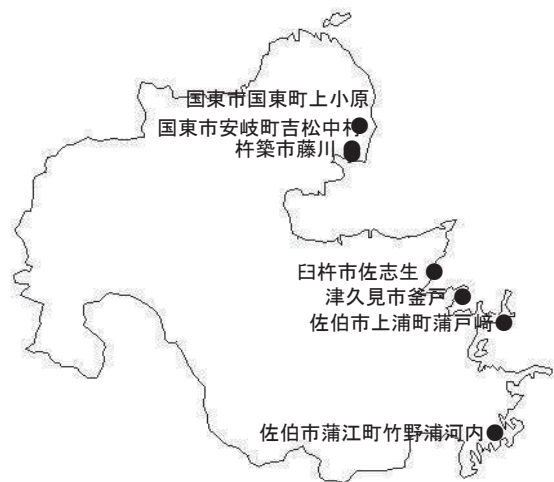 国東市国東町上小原
国東市安岐町吉松中村
杵築市藤川
臼杵市佐志生
津久見市釜戸
佐伯市上浦町蒲戸﨑
佐伯市蒲江町竹野浦河内